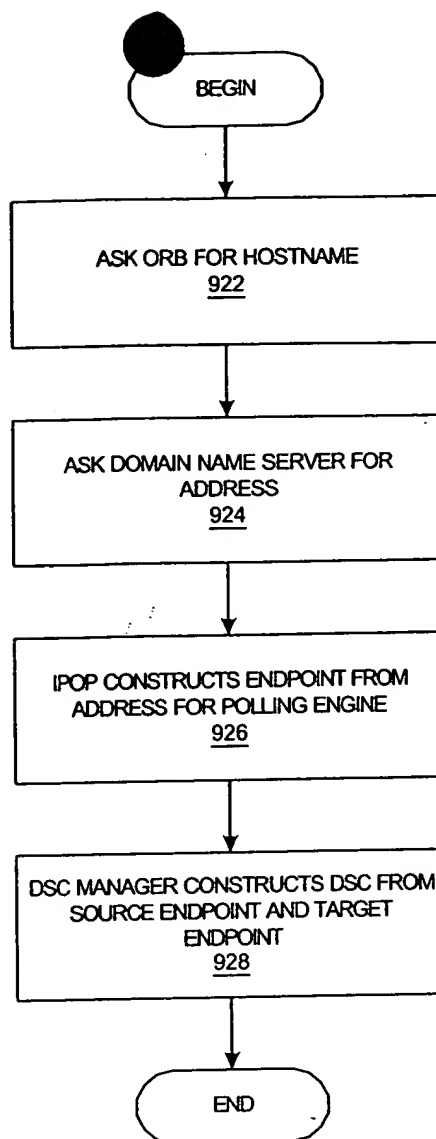 BEGIN
ASK ORB FOR HOSTNAME
922
ASK DOMAIN NAME SERVER FOR
ADDRESS
924
IPOP CONSTRUCTS ENDPOINT FROM
ADDRESS FOR POLLING ENGINE
926
DSC MANAGER CONSTRUCTS DSC FROM
SOURCE ENDPOINT AND TARGET
ENDPOINT
928
END